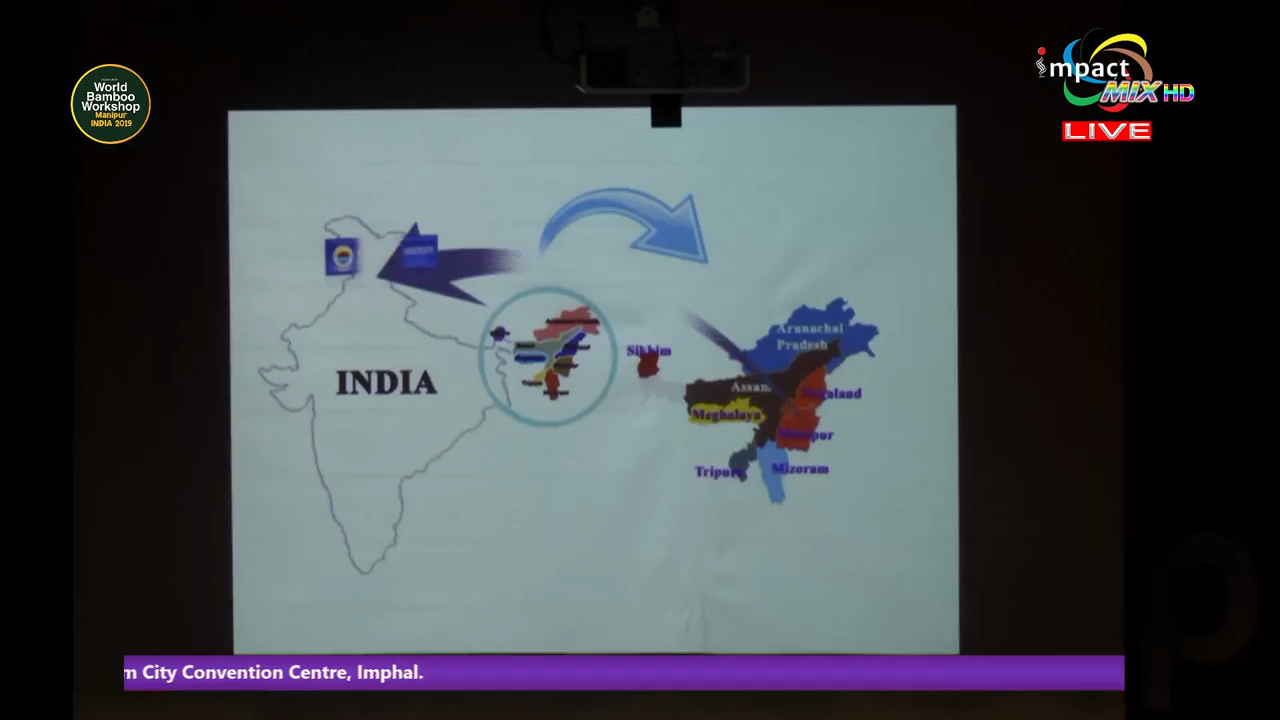 World
Bamboo
Workshop
Manipur
INDIA 2019
impact
MIX HD
LIVE
INDIA
Sikkim
Arunachal
Pradesh
Assam
Nagaland
Meghalaya
Manipur
Tripura
Mizoram
m City Convention Centre, Imphal.